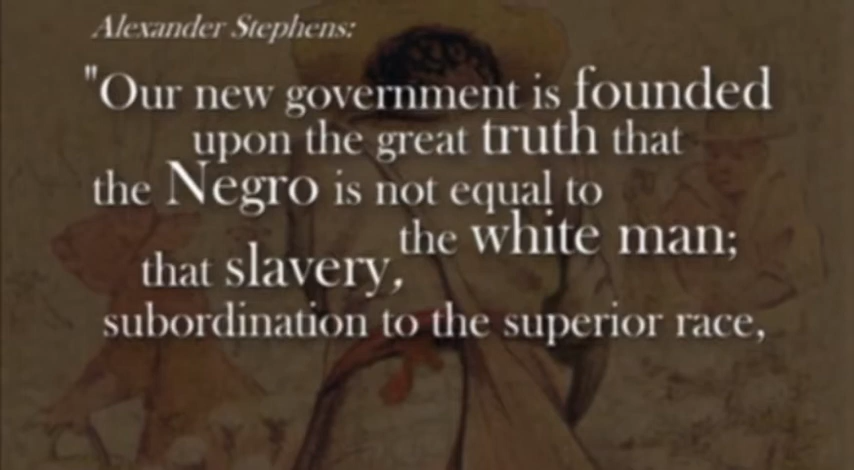 Alexander Stephens:
"Our new government is founded
upon the great truth that
the Negro is not equal to
the white man;
that slavery,
subordination to the superior race,